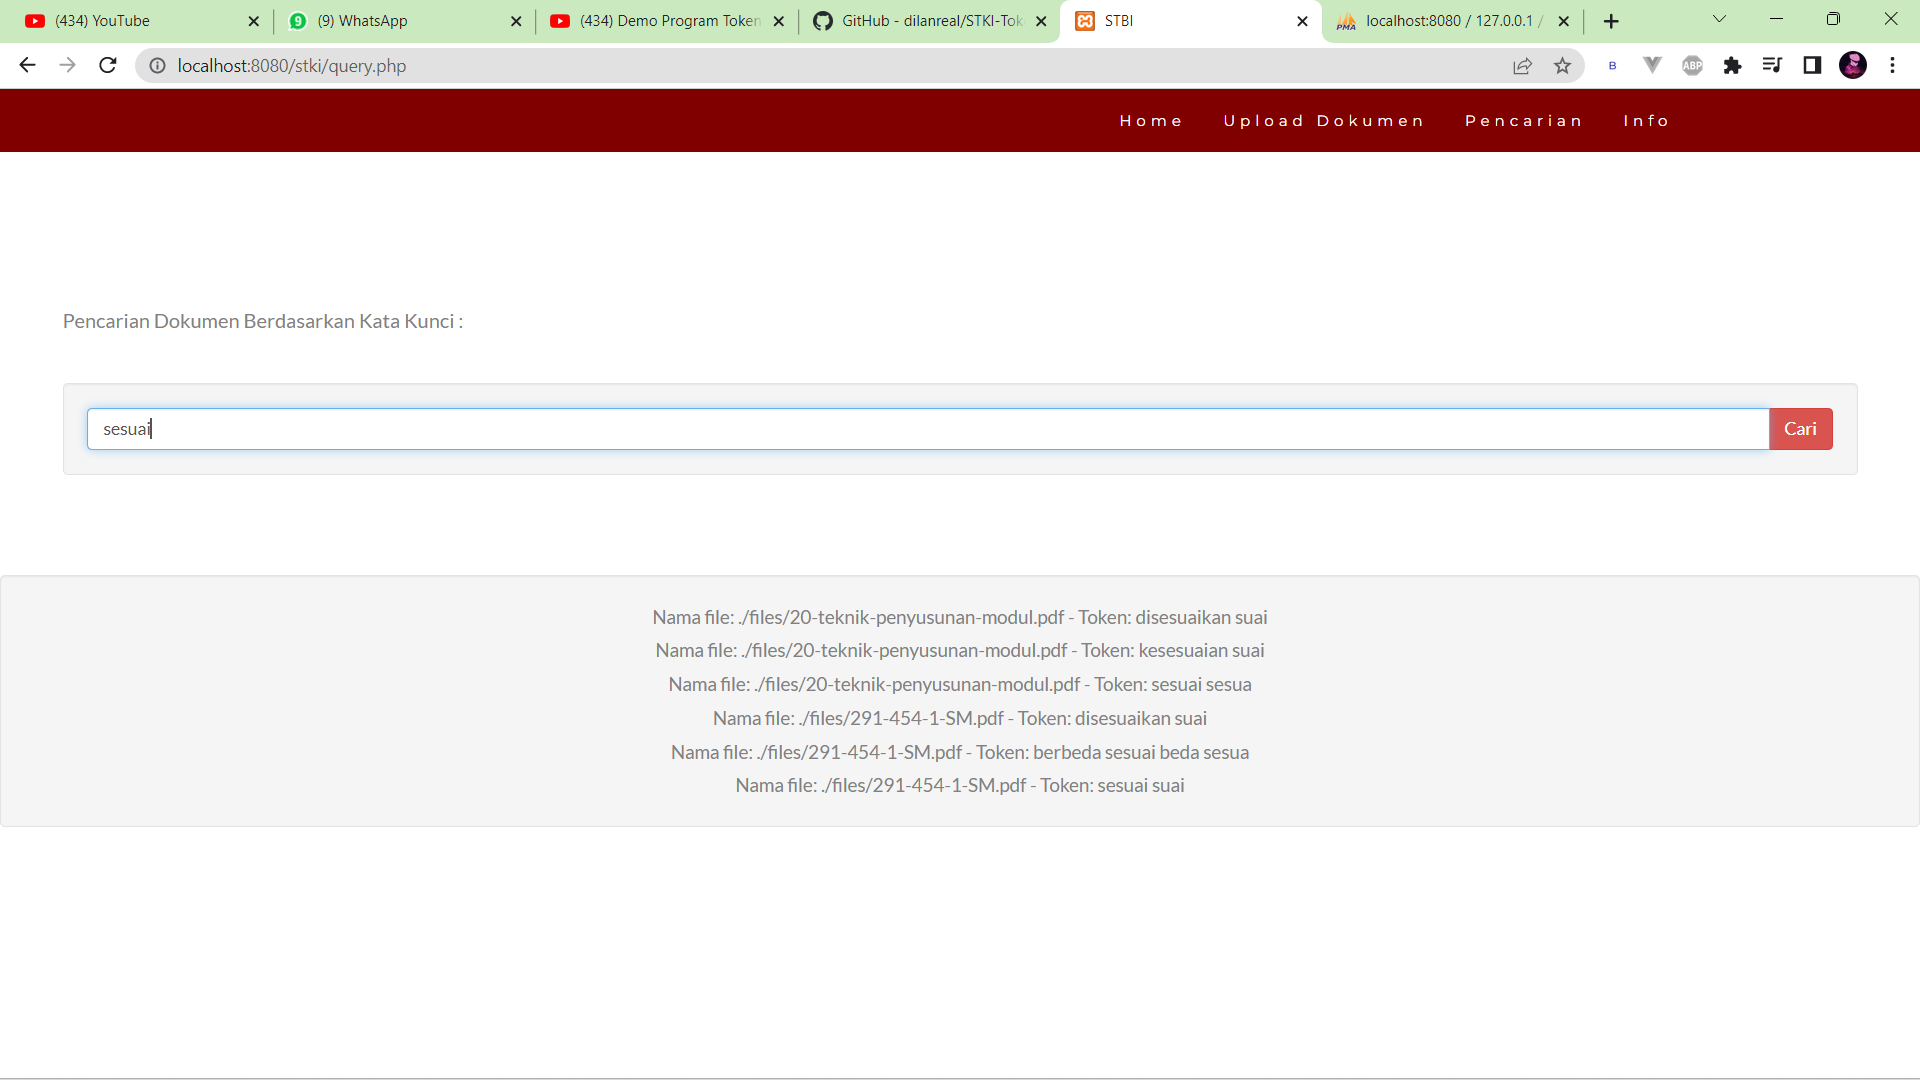 (434) YouTube
(9) WhatsApp
(434) Demo Program Token
GitHub - dilanreal/STKI-Tok
STBI
localhost:8080 / 127.0.0.1 /
localhost:8080/stki/query.php
B
ABP
Home Upload Dokumen Pencarian Info
Pencarian Dokumen Berdasarkan Kata Kunci :
sesuai
Cari
Nama file: ./files/20-teknik-penyusunan-modul.pdf - Token: disesuaikan suai
Nama file: ./files/20-teknik-penyusunan-modul.pdf - Token: kesesuaian suai
Nama file: ./files/20-teknik-penyusunan-modul.pdf - Token: sesuai sesua
Nama file: ./files/291-454-1-SM.pdf - Token: disesuaikan suai
Nama file: ./files/291-454-1-SM.pdf - Token: berbeda sesuai beda sesua
Nama file: ./files/291-454-1-SM.pdf - Token: sesuai suai